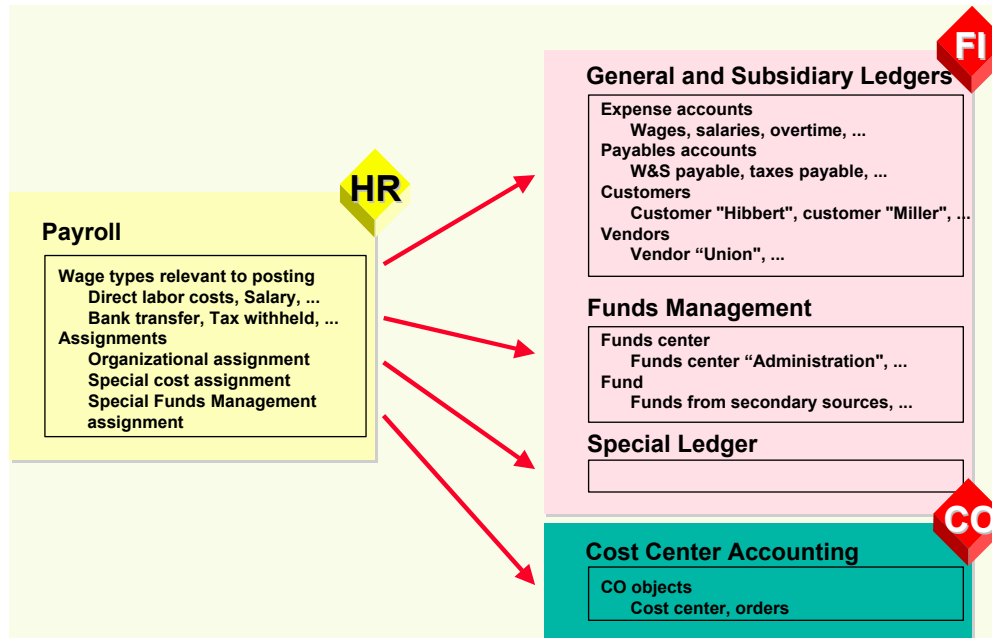 HR
Payroll
Wage types relevant to posting
Direct labor costs, Salary, ...
Bank transfer, Tax withheld, ...
Assignments
Organizational assignment
Special cost assignment
Special Funds Management
assignment
FI
General and Subsidiary Ledgers
Expense accounts
Wages, salaries, overtime, ...
Payables accounts
W&S payable, taxes payable, ...
Customers
Customer "Hibbert", customer "Miller", ...
Vendors
Vendor “Union", ...
Funds Management
Funds center
Funds center “Administration", ...
Fund
Funds from secondary sources, ...
Special Ledger
CO
Cost Center Accounting
CO objects
Cost center, orders